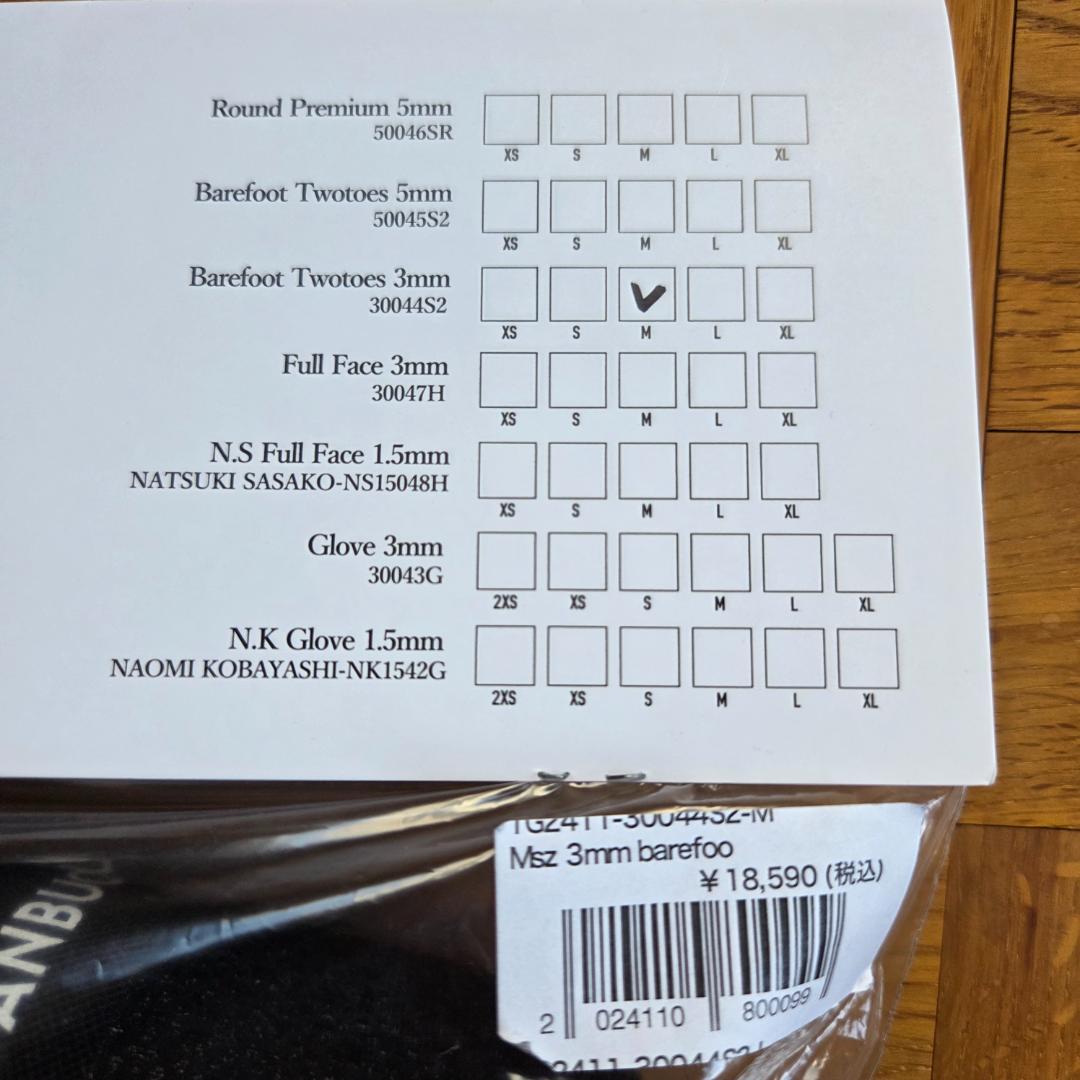 Round Premium 5mm
50046SR
XS S M L XL
Barefoot Twotoes 5mm
50045S2
XS S M L XL
Barefoot Twotoes 3mm
30044S2
XS S M L XL
Full Face 3mm
30047H
XS S M L XL
N.S Full Face 1.5mm
NATSUKI SASAKO-NS15048H
XS S M L XL
Glove 3mm
30043G
2XS XS S M L XL
N.K Glove 1.5mm
NAOMI KOBAYASHI-NK1542G
2XS XS S M L XL
TG2411-30044S2-M
Msz 3mm barefoo
¥18,590 (税込)
2 024110 800099